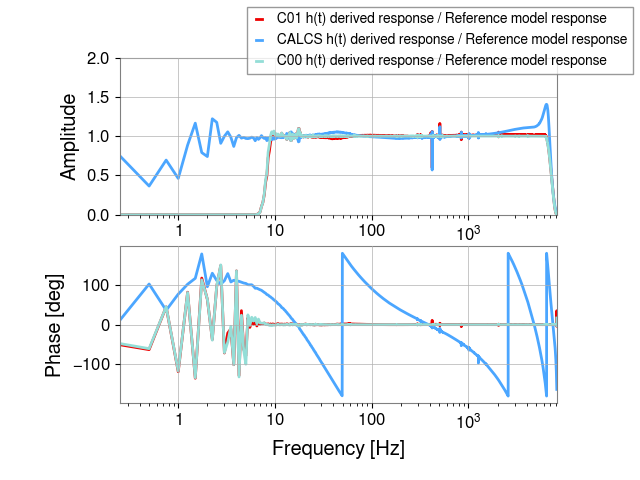 C01 h(t) derived response / Reference model response
CALCS h(t) derived response / Reference model response
C00 h(t) derived response / Reference model response
2.0
1.5
1.0
0.5
0.0
Amplitude
1 10 100 10³
100
0
−100
Phase [deg]
1 10 100 10³
Frequency [Hz]